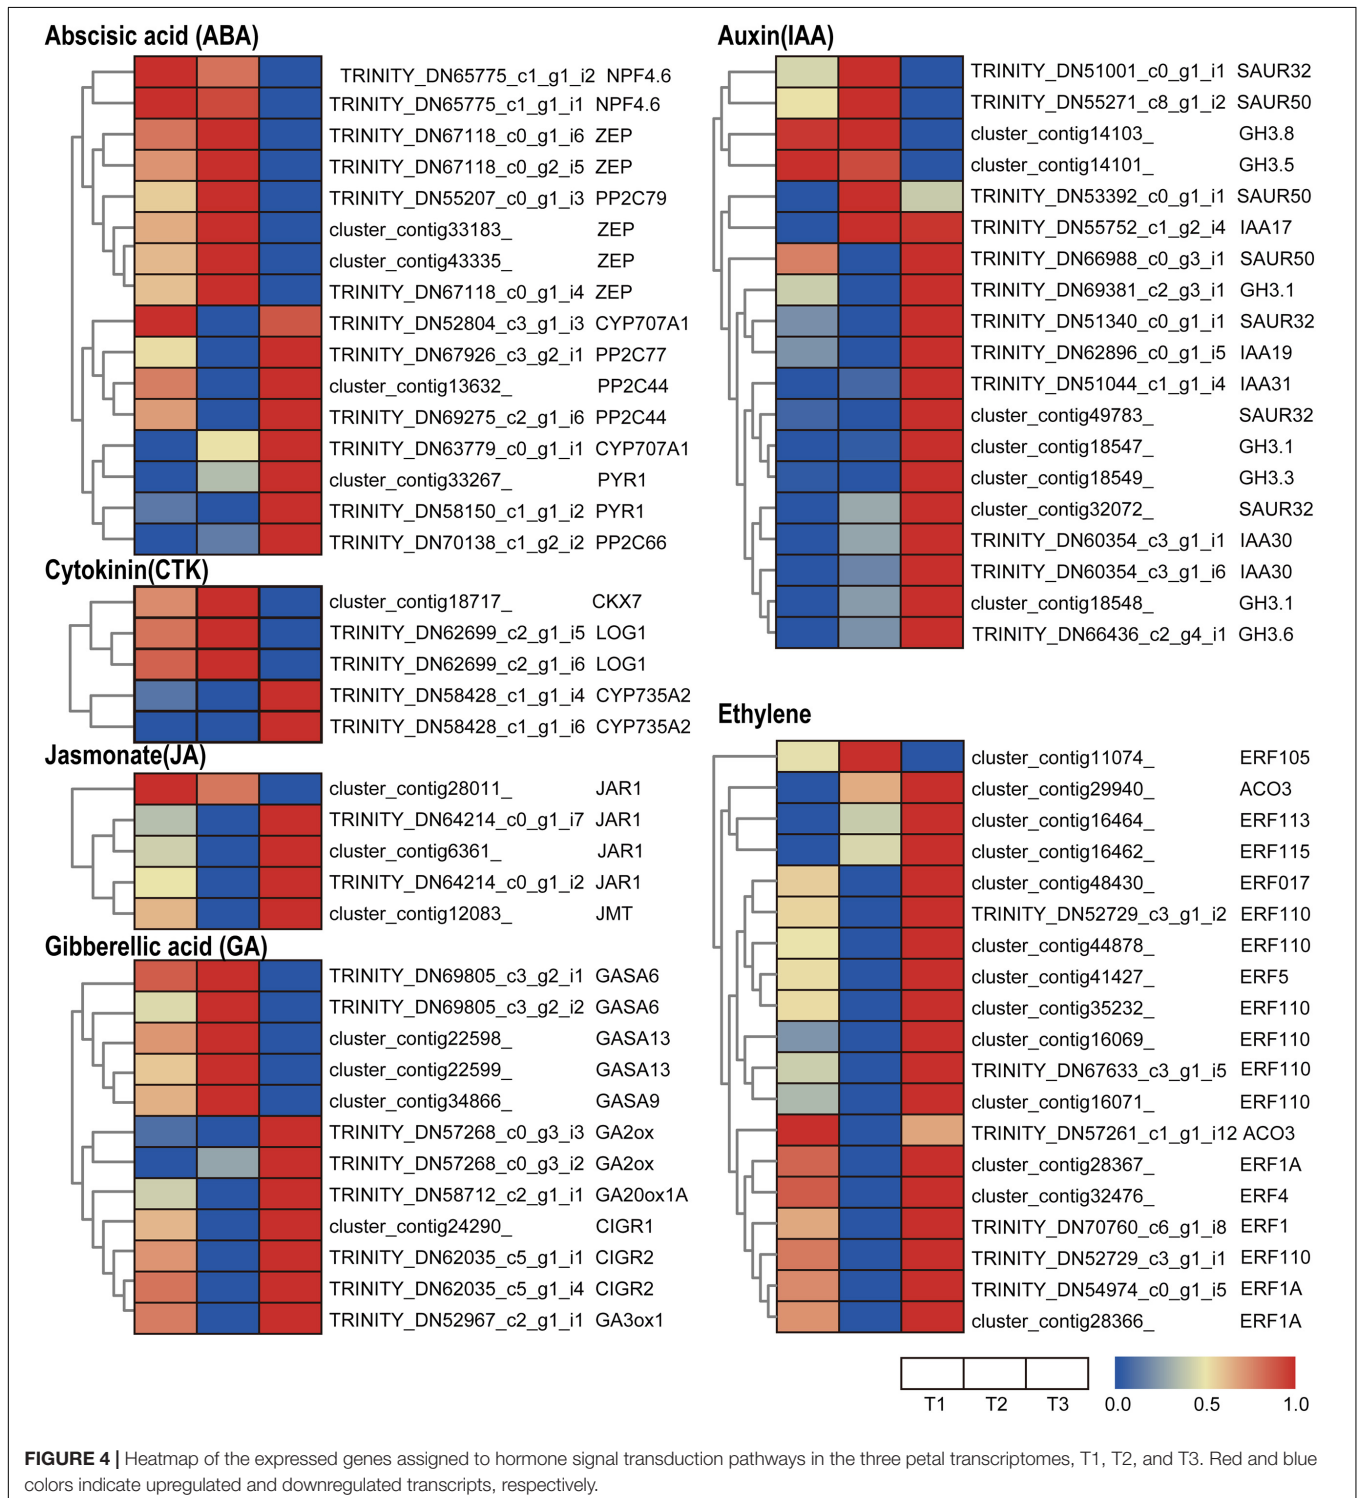 Abscisic acid (ABA)
TRINITY_DN65775_c1_g1_i2 NPF4.6
TRINITY_DN65775_c1_g1_i1 NPF4.6
TRINITY_DN67118_c0_g1_i6 ZEP
TRINITY_DN67118_c0_g2_i5 ZEP
TRINITY_DN55207_c0_g1_i3 PP2C79
cluster_contig33183_ ZEP
cluster_contig43335_ ZEP
TRINITY_DN67118_c0_g1_i4 ZEP
TRINITY_DN52804_c3_g1_i3 CYP707A1
TRINITY_DN67926_c3_g2_i1 PP2C77
cluster_contig13632_ PP2C44
TRINITY_DN69275_c2_g1_i6 PP2C44
TRINITY_DN63779_c0_g1_i1 CYP707A1
cluster_contig33267_ PYR1
TRINITY_DN58150_c1_g1_i2 PYR1
TRINITY_DN70138_c1_g2_i2 PP2C66
Cytokinin(CTK)
cluster_contig18717_ CKX7
TRINITY_DN62699_c2_g1_i5 LOG1
TRINITY_DN62699_c2_g1_i6 LOG1
TRINITY_DN58428_c1_g1_i4 CYP735A2
TRINITY_DN58428_c1_g1_i6 CYP735A2
Jasmonate(JA)
cluster_contig28011_ JAR1
TRINITY_DN64214_c0_g1_i7 JAR1
cluster_contig6361_ JAR1
TRINITY_DN64214_c0_g1_i2 JAR1
cluster_contig12083_ JMT
Gibberellic acid (GA)
TRINITY_DN69805_c3_g2_i1 GASA6
TRINITY_DN69805_c3_g2_i2 GASA6
cluster_contig22598_ GASA13
cluster_contig22599_ GASA13
cluster_contig34866_ GASA9
TRINITY_DN57268_c0_g3_i3 GA2ox
TRINITY_DN57268_c0_g3_i2 GA2ox
TRINITY_DN58712_c2_g1_i1 GA20ox1A
cluster_contig24290_ CIGR1
TRINITY_DN62035_c5_g1_i1 CIGR2
TRINITY_DN62035_c5_g1_i4 CIGR2
TRINITY_DN52967_c2_g1_i1 GA3ox1
Auxin(IAA)
TRINITY_DN51001_c0_g1_i1 SAUR32
TRINITY_DN55271_c8_g1_i2 SAUR50
cluster_contig14103_ GH3.8
cluster_contig14101_ GH3.5
TRINITY_DN53392_c0_g1_i1 SAUR50
TRINITY_DN55752_c1_g2_i4 IAA17
TRINITY_DN66988_c0_g3_i1 SAUR50
TRINITY_DN69381_c2_g3_i1 GH3.1
TRINITY_DN51340_c0_g1_i1 SAUR32
TRINITY_DN62896_c0_g1_i5 IAA19
TRINITY_DN51044_c1_g1_i4 IAA31
cluster_contig49783_ SAUR32
cluster_contig18547_ GH3.1
cluster_contig18549_ GH3.3
cluster_contig32072_ SAUR32
TRINITY_DN60354_c3_g1_i1 IAA30
TRINITY_DN60354_c3_g1_i6 IAA30
cluster_contig18548_ GH3.1
TRINITY_DN66436_c2_g4_i1 GH3.6
Ethylene
cluster_contig11074_ ERF105
cluster_contig29940_ ACO3
cluster_contig16464_ ERF113
cluster_contig16462_ ERF115
cluster_contig48430_ ERF017
TRINITY_DN52729_c3_g1_i2 ERF110
cluster_contig44878_ ERF110
cluster_contig41427_ ERF5
cluster_contig35232_ ERF110
cluster_contig16069_ ERF110
TRINITY_DN67633_c3_g1_i5 ERF110
cluster_contig16071_ ERF110
TRINITY_DN57261_c1_g1_i12 ACO3
cluster_contig28367_ ERF1A
cluster_contig32476_ ERF4
TRINITY_DN70760_c6_g1_i8 ERF1
TRINITY_DN52729_c3_g1_i1 ERF110
TRINITY_DN54974_c0_g1_i5 ERF1A
cluster_contig28366_ ERF1A
T1 T2 T3 0.0 0.5 1.0
FIGURE 4 | Heatmap of the expressed genes assigned to hormone signal transduction pathways in the three petal transcriptomes, T1, T2, and T3. Red and blue
colors indicate upregulated and downregulated transcripts, respectively.